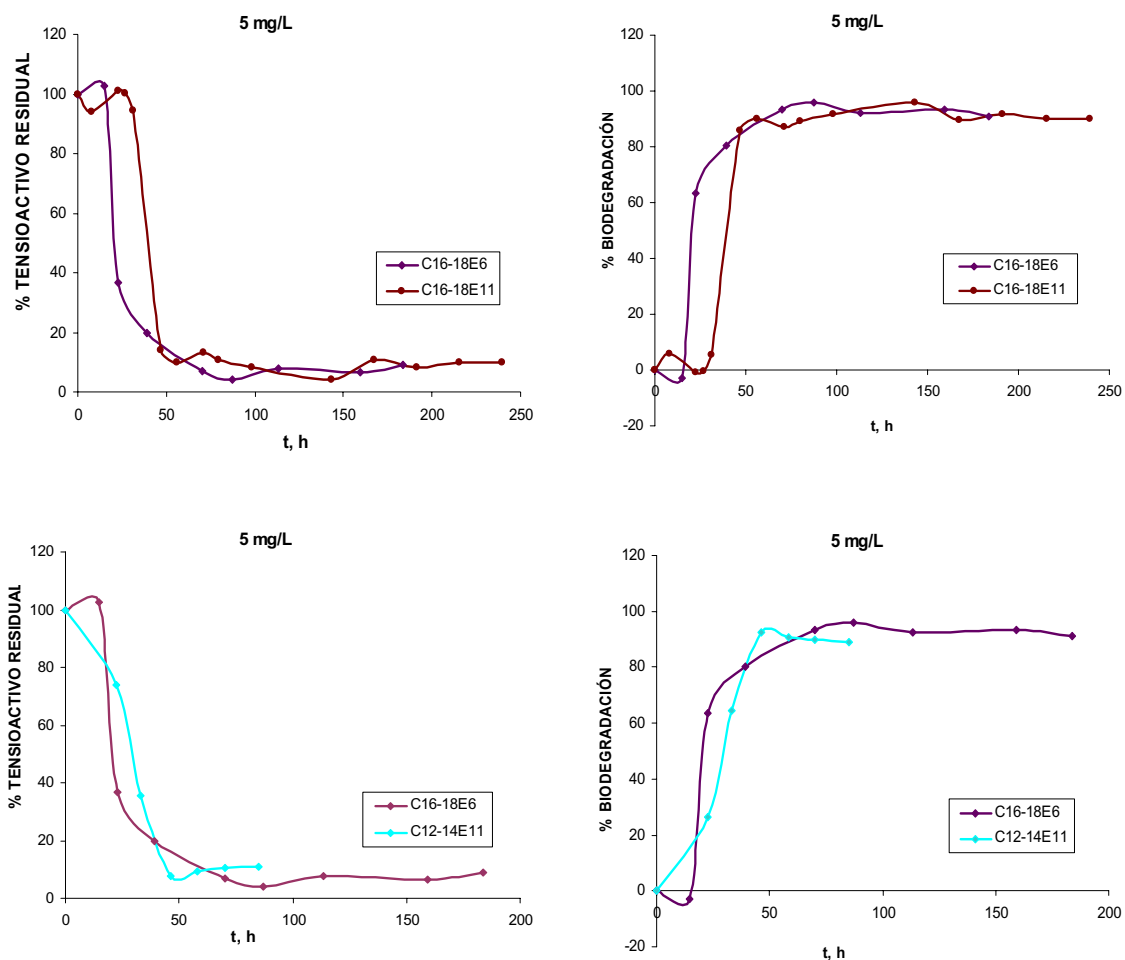 5 mg/L
120
100
80
60
40
20
0
% TENSIOACTIVO RESIDUAL
0 50 100 150 200 250
t, h
C16-18E6
C16-18E11
5 mg/L
120
100
80
60
40
20
0
-20
% BIODEGRADACIÓN
0 50 100 150 200 250
t, h
C16-18E6
C16-18E11
5 mg/L
120
100
80
60
40
20
0
% TENSIOACTIVO RESIDUAL
0 50 100 150 200
t, h
C16-18E6
C12-14E11
5 mg/L
120
100
80
60
40
20
0
-20
% BIODEGRADACIÓN
0 50 100 150 200
t, h
C16-18E6
C12-14E11